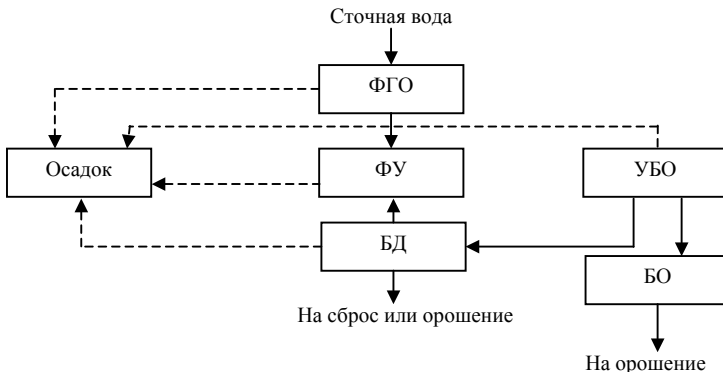 Сточная вода
ФГО
Осадок
ФУ
УБО
БД
БО
На сброс или орошение
На орошение